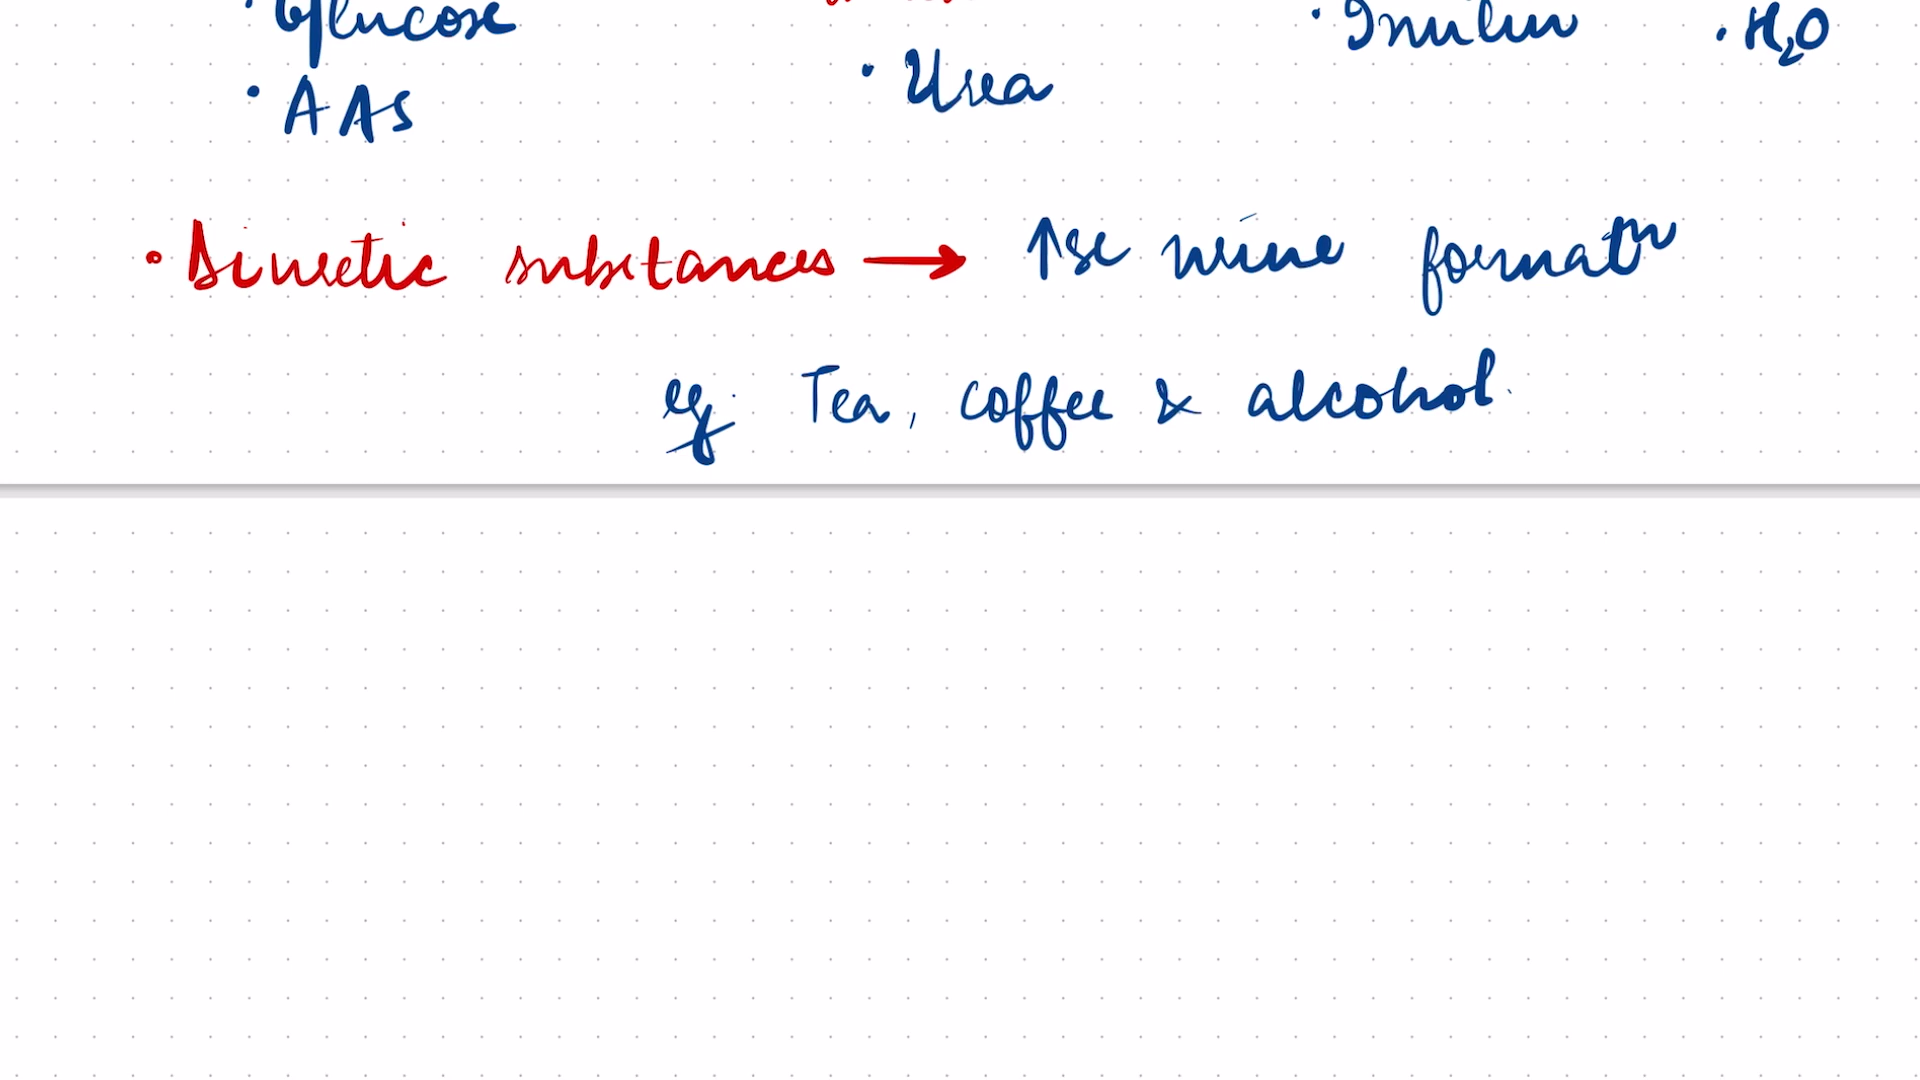 • Glucose • Inulin • H₂O
• Urea
• AAs
• Diuretic substances → ↑se urine formatn
eg. Tea, coffee & alcohol.